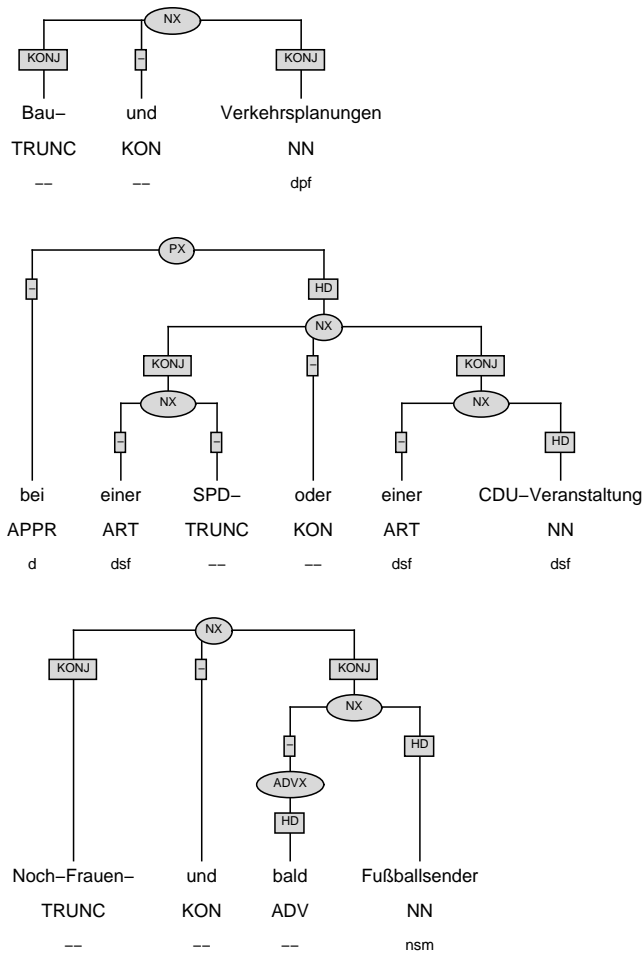 NX
KONJ – KONJ
Bau– und Verkehrsplanungen
TRUNC KON NN
–– –– dpf
PX
– HD
NX
KONJ – KONJ
NX NX
– – – HD
bei einer SPD– oder einer CDU–Veranstaltung
APPR ART TRUNC KON ART NN
d dsf –– –– dsf dsf
NX
KONJ – KONJ
NX
– HD
ADVX
HD
Noch–Frauen– und bald Fußballsender
TRUNC KON ADV NN
–– –– –– nsm